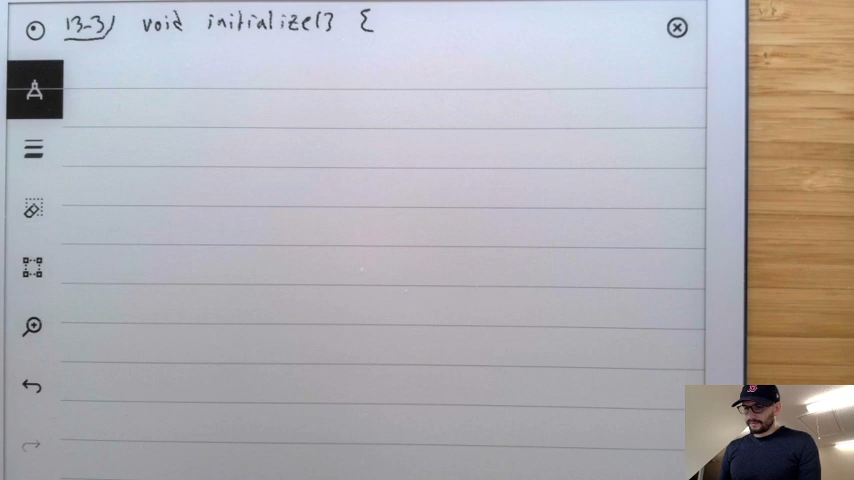 13-3) void initialize() {